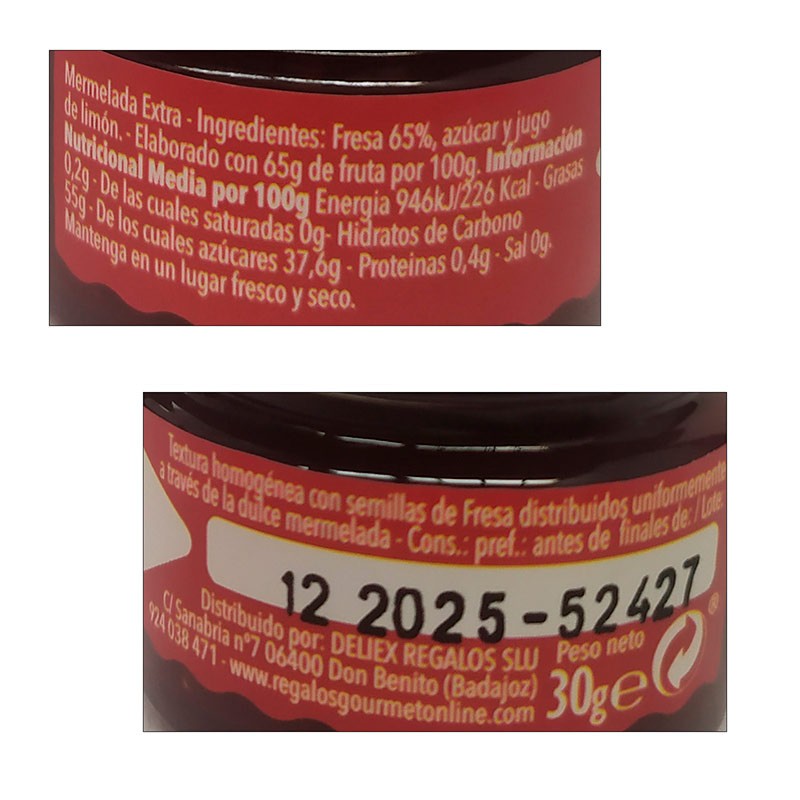 Mermelada Extra - Ingredientes: Fresa 65%, azúcar y jugo
de limón. - Elaborado con 65g de fruta por 100g. Información
Nutricional Media por 100g Energia 946kJ/226 Kcal - Grasas
0,2g - De las cuales saturadas 0g- Hidratos de Carbono
55g - De los cuales azúcares 37,6g - Proteinas 0,4g - Sal 0g.
Mantenga en un lugar fresco y seco.
Textura homogénea con semillas de Fresa distribuidos uniformemente
a través de la dulce mermelada - Cons.: pref.: antes de finales de: / Lote:
12 2025-52427
Distribuido por: DELIEX REGALOS SLU
C/ Sanabria nº7 06400 Don Benito (Badajoz)
924 038 471 - www.regalosgourmetonline.com
Peso neto
30g e
®